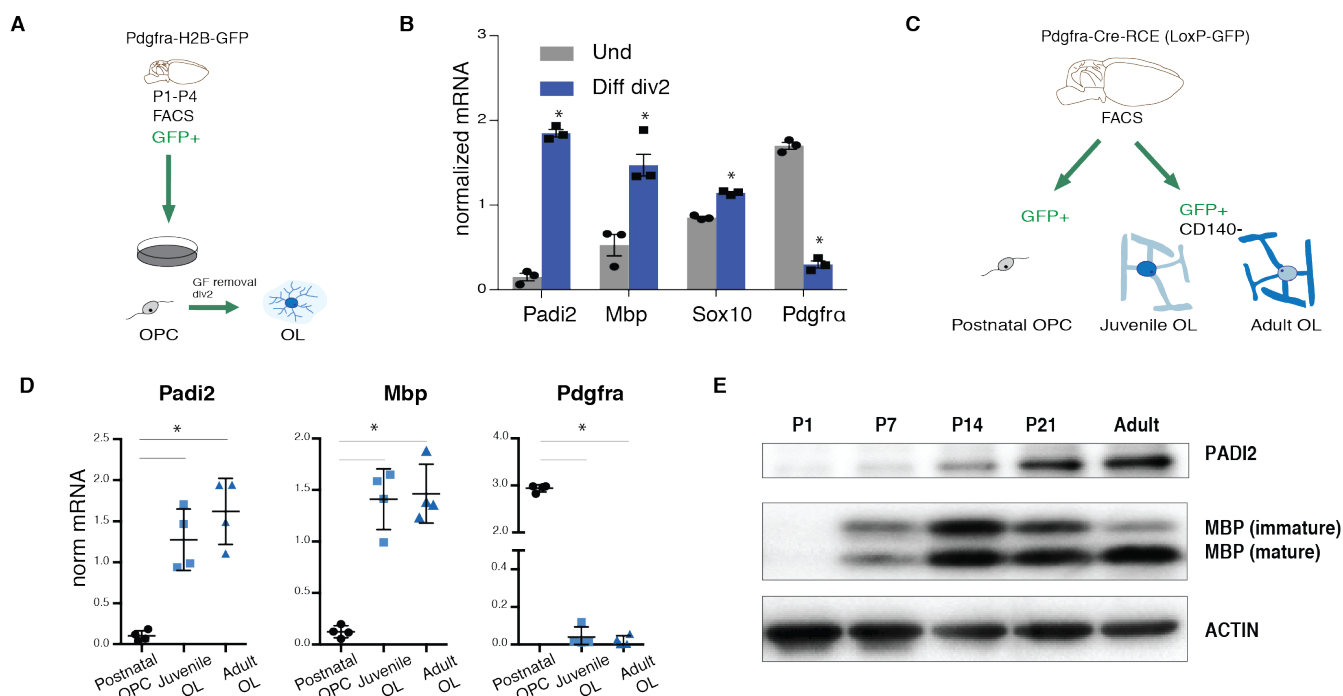 A
Pdgfra-H2B-GFP
P1-P4
FACS
GFP+
GF removal
div2
OPC
OL
B
normalized mRNA
3
2
1
0
Und
Diff div2
*
*
*
*
Padi2
Mbp
Sox10
Pdgfrα
C
Pdgfra-Cre-RCE (LoxP-GFP)
FACS
GFP+
GFP+
CD140-
Postnatal OPC
Juvenile OL
Adult OL
D
norm mRNA
Padi2
2.5
2.0
1.5
1.0
0.5
0.0
*
Postnatal
OPC
Juvenile
OL
Adult
OL
Mbp
2.0
1.5
1.0
0.5
0.0
*
Postnatal
OPC
Juvenile
OL
Adult
OL
Pdgfra
4.0
3.0
2.0
0.4
0.2
0.0
*
Postnatal
OPC
Juvenile
OL
Adult
OL
E
P1
P7
P14
P21
Adult
PADI2
MBP (immature)
MBP (mature)
ACTIN